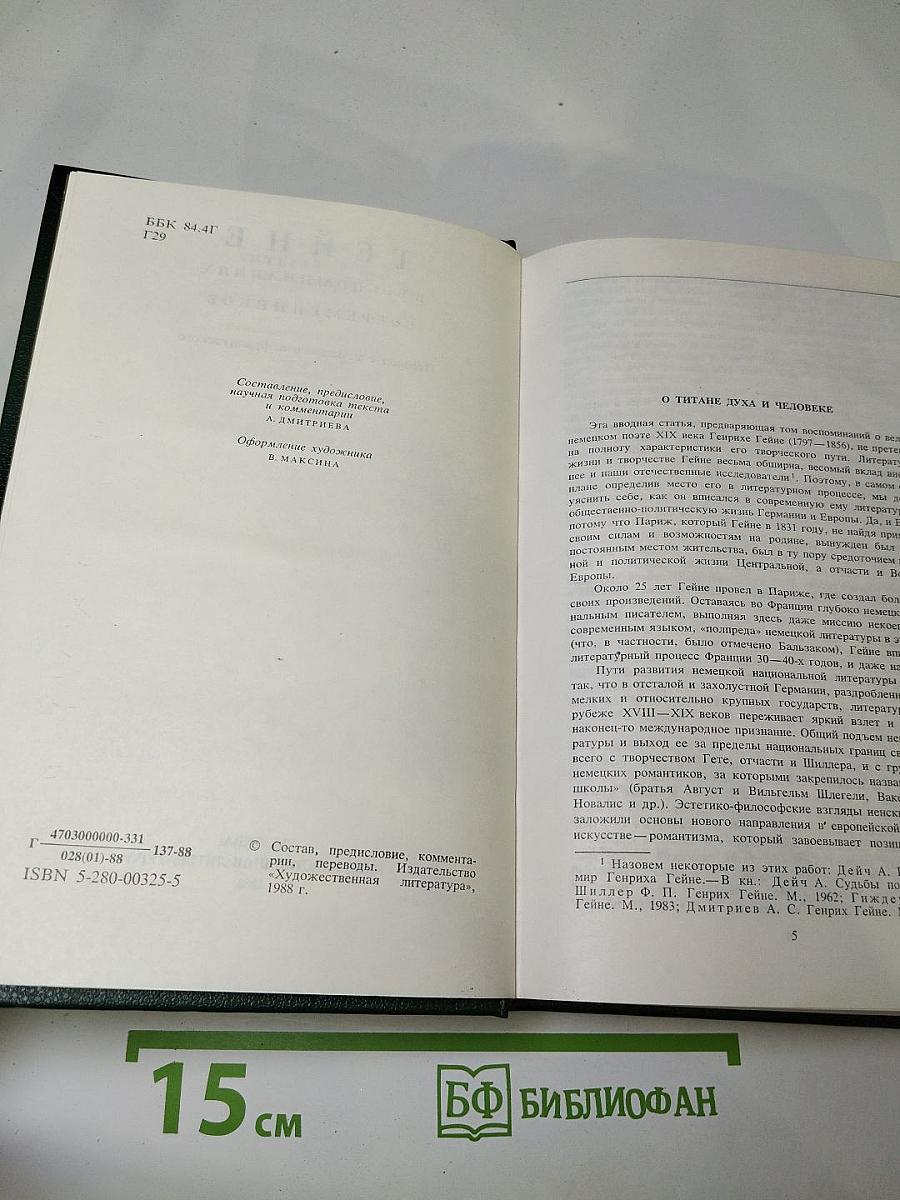 ББК 84.4Г
Г29
Составление, предисловие,
научная подготовка текста
и комментарии
А. ДМИТРИЕВА
Оформление художника
В. МАКСИНА
Г 4703000000-331 137-88
028(01)-88
ISBN 5-280-00325-5
© Состав, предисловие, коммента-
рии, переводы. Издательство
«Художественная литература»,
1988 г.
О ТИТАНЕ ДУХА И ЧЕЛОВЕКЕ
Эта вводная статья, предваряющая том воспоминаний о вел
немецком поэте XIX века Генрихе Гейне (1797—1856), не претен
на полноту характеристики его творческого пути. Литерату
жизни и творчестве Гейне весьма обширна, весомый вклад вн
нее и наши отечественные исследователи¹. Поэтому, в самом
плане определив место его в литературном процессе, мы д
уяснить себе, как он вписался в современную ему литератур
общественно-политическую жизнь Германии и Европы. Да, и Е
потому что Париж, который Гейне в 1831 году, не найдя прим
своим силам и возможностям на родине, вынужден был
постоянным местом жительства, был в ту пору средоточием
ной и политической жизни Центральной, а отчасти и Во
Европы.
Около 25 лет Гейне провел в Париже, где создал бол
своих произведений. Оставаясь во Франции глубоко немецк
нальным писателем, выполняя здесь даже миссию некоег
современным языком, «полпреда» немецкой литературы в э
(что, в частности, было отмечено Бальзаком), Гейне впи
литературный процесс Франции 30—40-х годов, и даже на
Пути развития немецкой национальной литературы
так, что в отсталой и захолустной Германии, раздробленн
мелких и относительно крупных государств, литератур
рубеже XVIII—XIX веков переживает яркий взлет и
наконец-то международное признание. Общий подъем не
ратуры и выход ее за пределы национальных границ св
всего с творчеством Гете, отчасти и Шиллера, и с гру
немецких романтиков, за которыми закрепилось назва
школы» (братья Август и Вильгельм Шлегели, Вак
Новалис и др.). Эстетико-философские взгляды иенски
заложили основы нового направления в европейской
искусстве—романтизма, который завоевывает позиц
¹ Назовем некоторые из этих работ: Дейч А. П
мир Генриха Гейне.—В кн.: Дейч А. Судьбы по
Шиллер Ф. П. Генрих Гейне. М., 1962; Гижде
Гейне. М., 1983; Дмитриев А. С. Генрих Гейне.
5
15 см
БФ БИБЛИОФАН